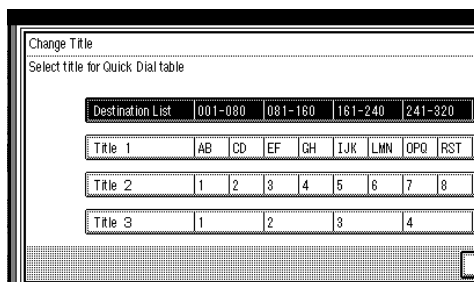 Change Title
Select title for Quick Dial table
Destination List 001-080 081-160 161-240 241-320
Title 1 AB CD EF GH IJK LMN OPQ RST
Title 2 1 2 3 4 5 6 7 8
Title 3 1 2 3 4